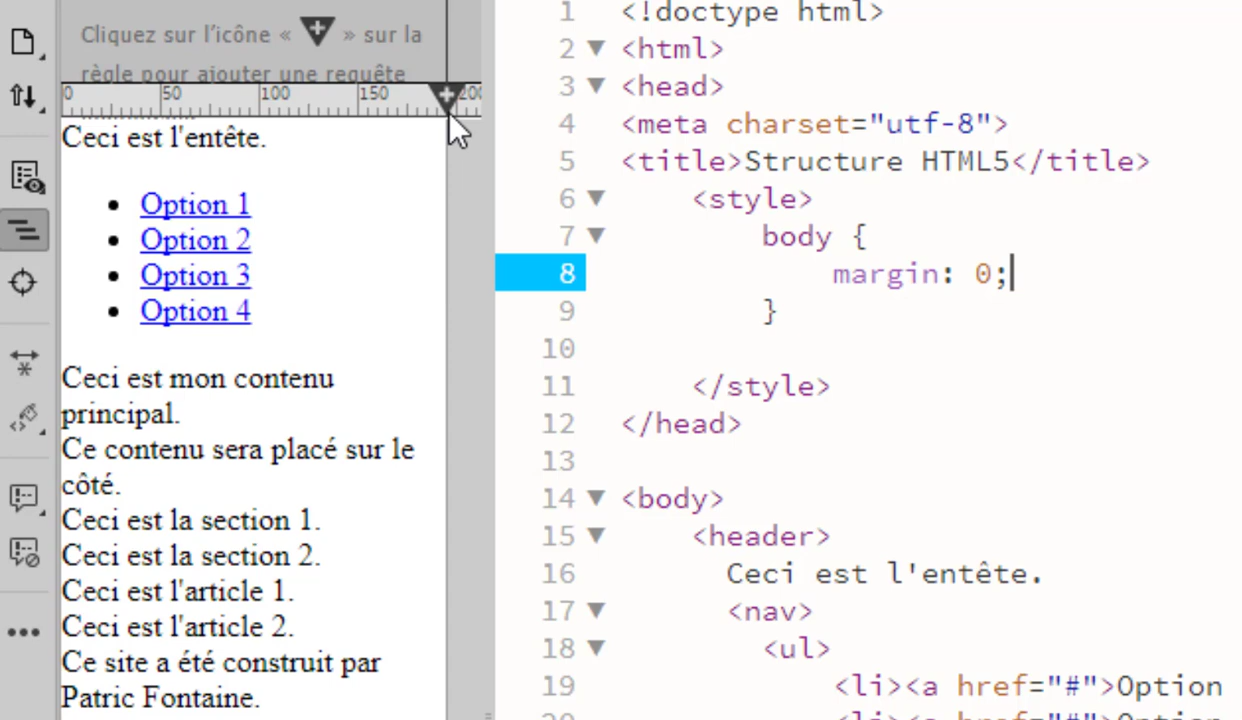 Cliquez sur l'icône « » sur la
règle pour ajouter une requête
0 50 100 150 200
Ceci est l'entête.
Option 1
Option 2
Option 3
Option 4
Ceci est mon contenu
principal.
Ce contenu sera placé sur le
côté.
Ceci est la section 1.
Ceci est la section 2.
Ceci est l'article 1.
Ceci est l'article 2.
Ce site a été construit par
Patric Fontaine.
1 <!doctype html>
2 <html>
3 <head>
4 <meta charset="utf-8">
5 <title>Structure HTML5</title>
6 <style>
7 body {
8 margin: 0;
9 }
10
11 </style>
12 </head>
13
14 <body>
15 <header>
16 Ceci est l'entête.
17 <nav>
18 <ul>
19 <li><a href="#">Option
20 <li><a href="#">Option